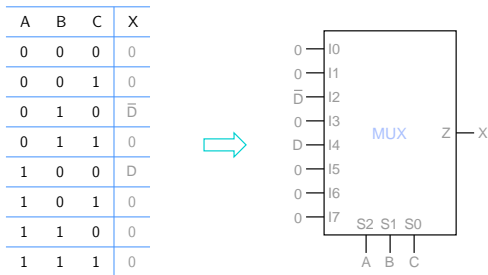 A B C X
0 0 0 0
0 0 1 0
0 1 0 D̅
0 1 1 0
1 0 0 D
1 0 1 0
1 1 0 0
1 1 1 0
0 I0
0 I1
D̅ I2
0 I3
D I4
0 I5
0 I6
0 I7
MUX
Z X
S2 S1 S0
A B C